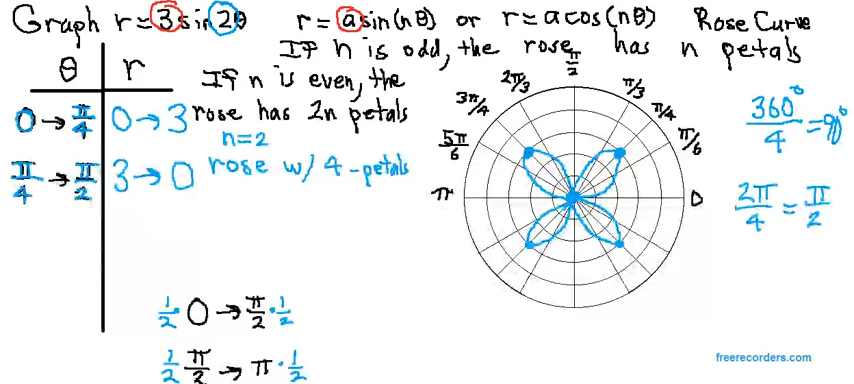 Graph r = 3 sin 2θ
r = a sin(nθ) or r = a cos(nθ) Rose Curve
If n is odd, the rose has n petals
If n is even, the
rose has 2n petals
n = 2
rose w/ 4-petals
θ r
0 → π/4 0 → 3
π/4 → π/2 3 → 0
1/2 · 0 → π/2 · 1/2
1/2 π/2 → π · 1/2
π/2
2π/3 π/3
3π/4 π/4
5π/6 π/6
π 0
360°/4 = 90°
2π/4 = π/2
freerecorders.com